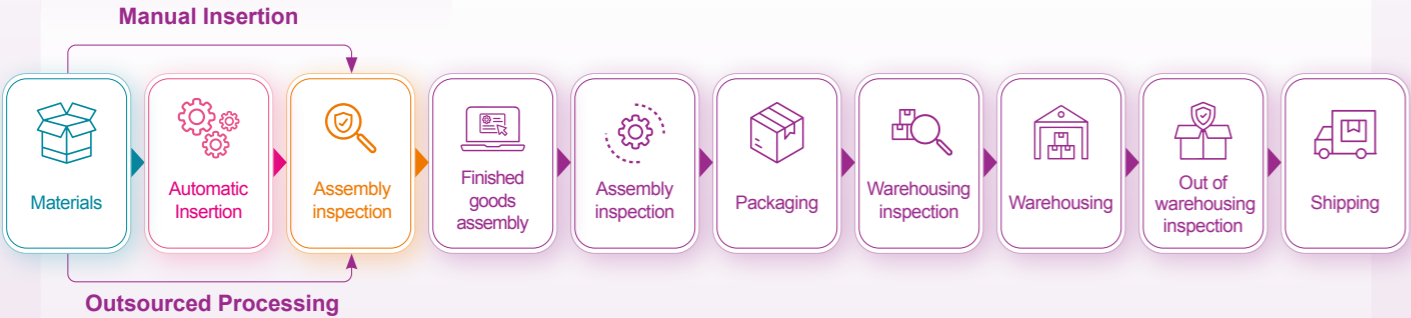 Manual Insertion
Materials
Automatic
Insertion
Assembly
inspection
Finished
goods
assembly
Assembly
inspection
Packaging
Warehousing
inspection
Warehousing
Out of
warehousing
inspection
Shipping
Outsourced Processing